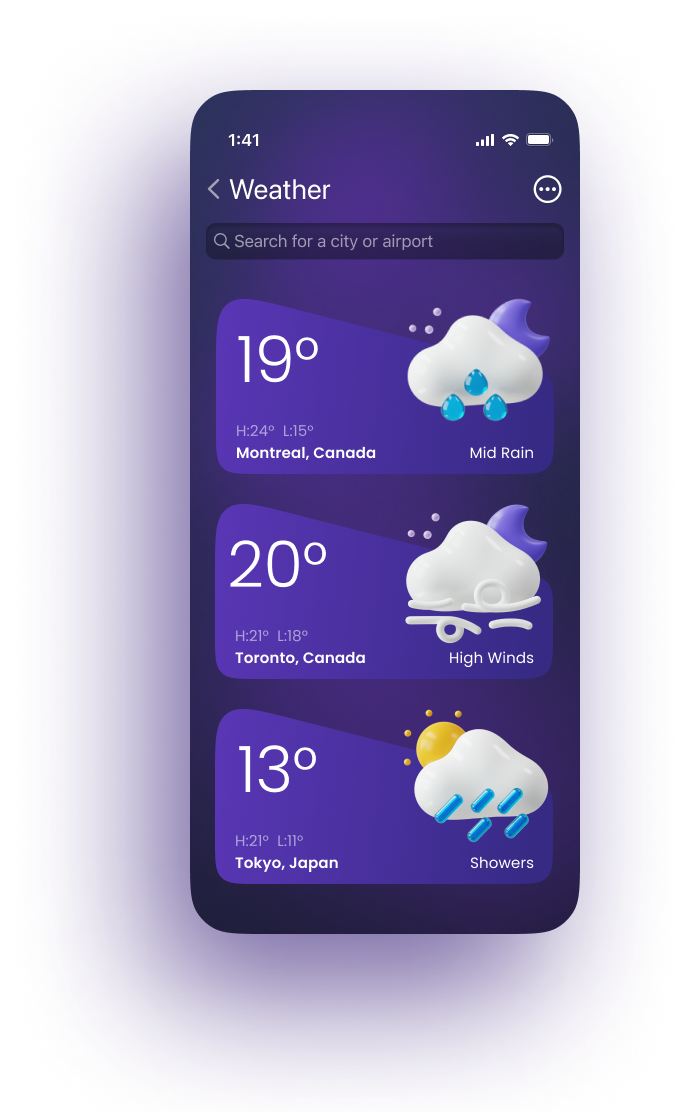 1:41
Weather
Search for a city or airport
19°
H:24° L:15°
Montreal, Canada Mid Rain
20°
H:21° L:18°
Toronto, Canada High Winds
13°
H:21° L:11°
Tokyo, Japan Showers